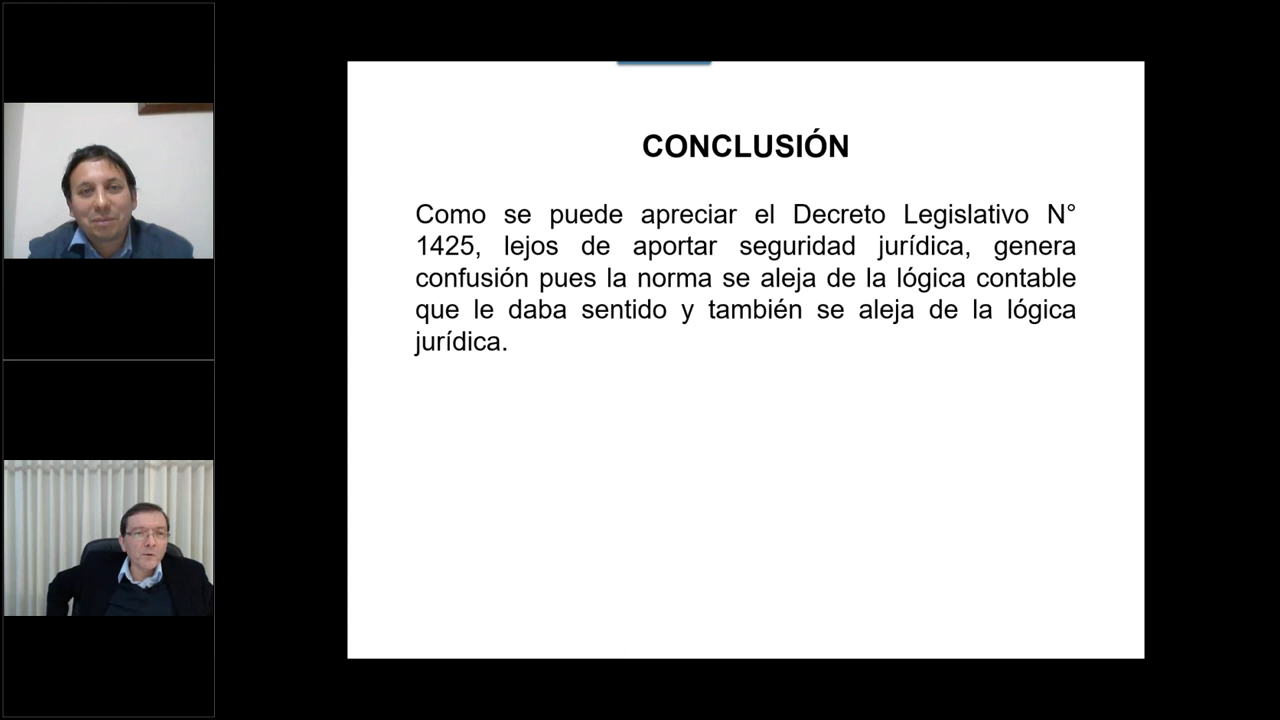 CONCLUSIÓN
Como se puede apreciar el Decreto Legislativo N°
1425, lejos de aportar seguridad jurídica, genera
confusión pues la norma se aleja de la lógica contable
que le daba sentido y también se aleja de la lógica
jurídica.